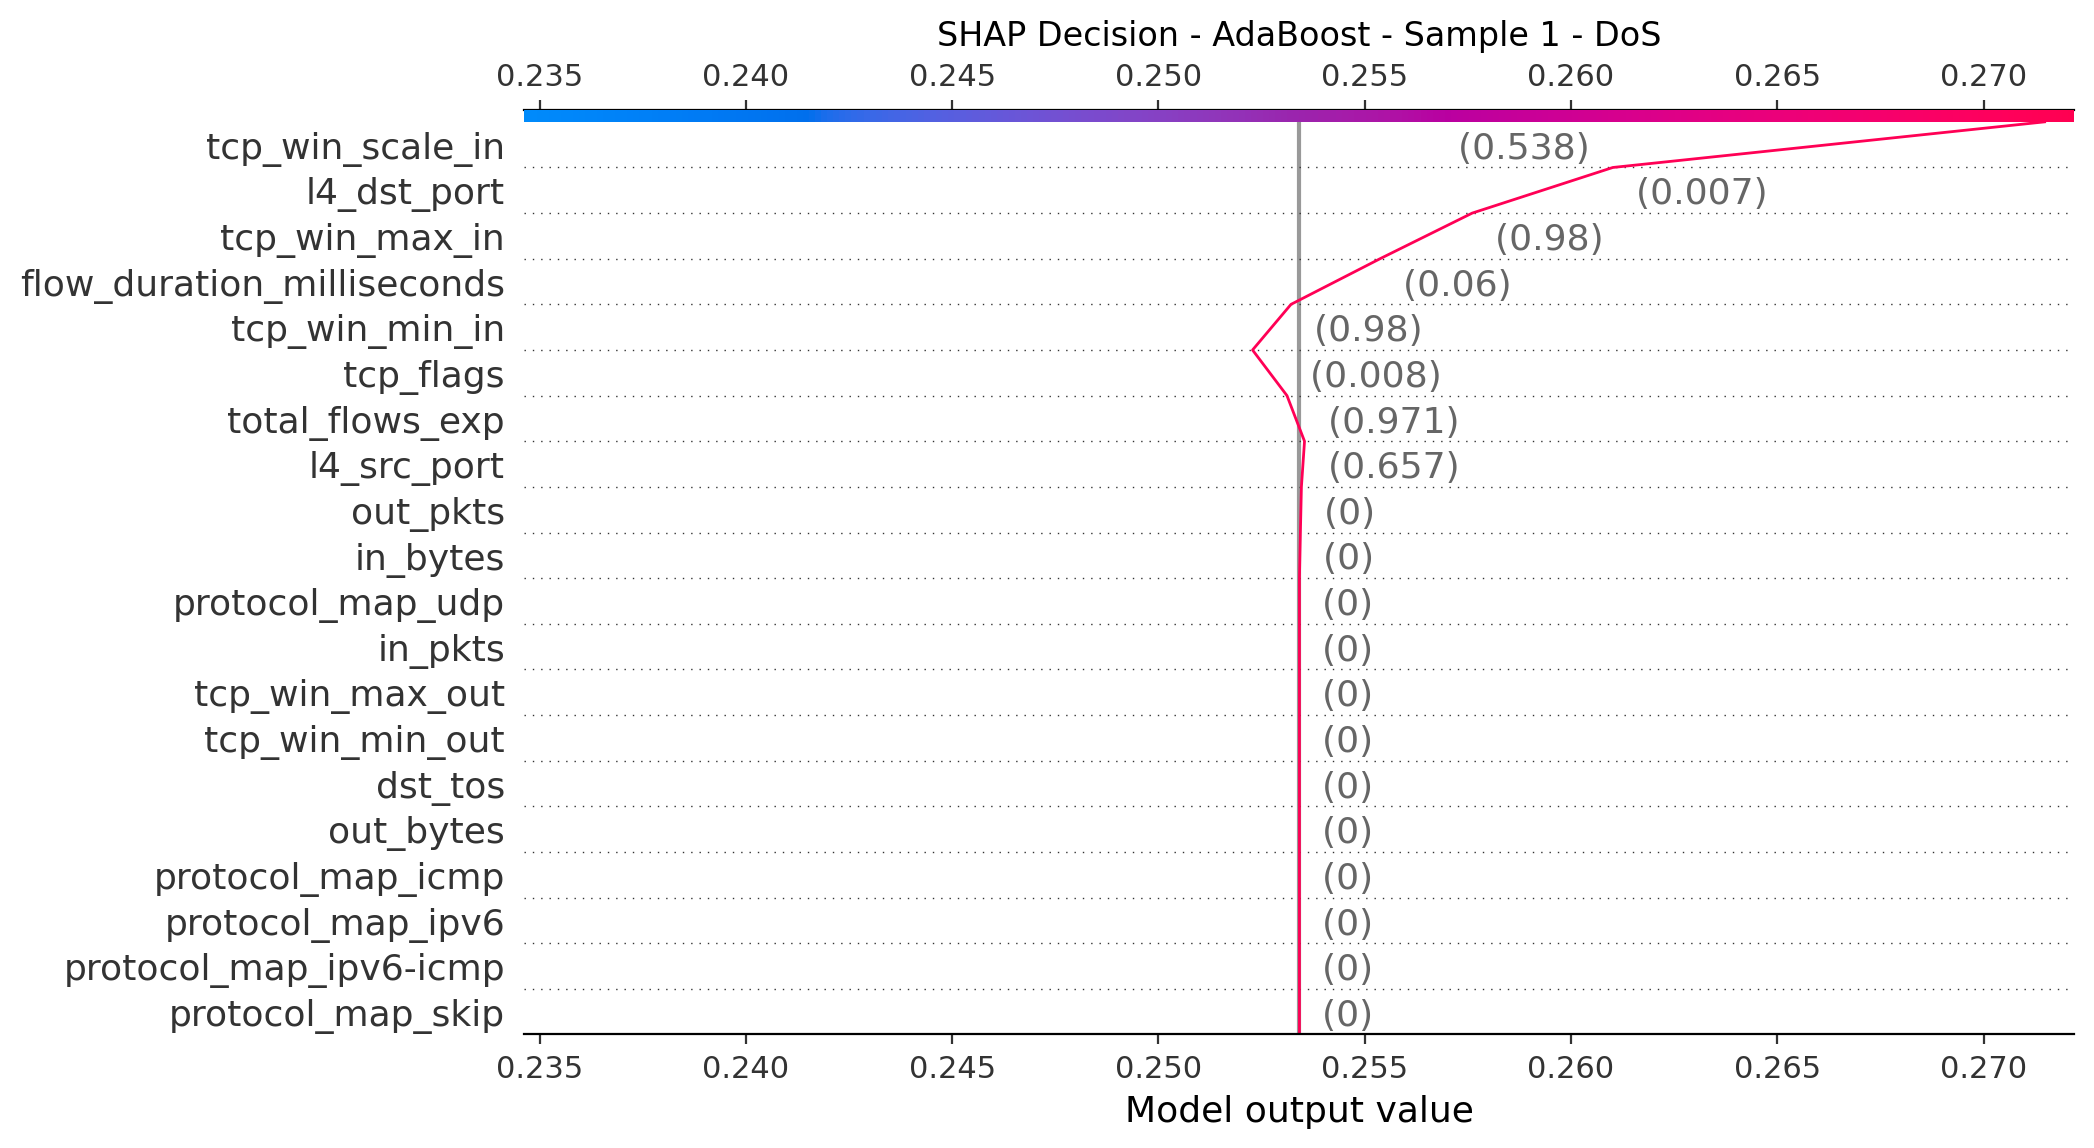 SHAP Decision - AdaBoost - Sample 1 - DoS
0.235 0.240 0.245 0.250 0.255 0.260 0.265 0.270
tcp_win_scale_in (0.538)
l4_dst_port (0.007)
tcp_win_max_in (0.98)
flow_duration_milliseconds (0.06)
tcp_win_min_in (0.98)
tcp_flags (0.008)
total_flows_exp (0.971)
l4_src_port (0.657)
out_pkts (0)
in_bytes (0)
protocol_map_udp (0)
in_pkts (0)
tcp_win_max_out (0)
tcp_win_min_out (0)
dst_tos (0)
out_bytes (0)
protocol_map_icmp (0)
protocol_map_ipv6 (0)
protocol_map_ipv6-icmp (0)
protocol_map_skip (0)
0.235 0.240 0.245 0.250 0.255 0.260 0.265 0.270
Model output value